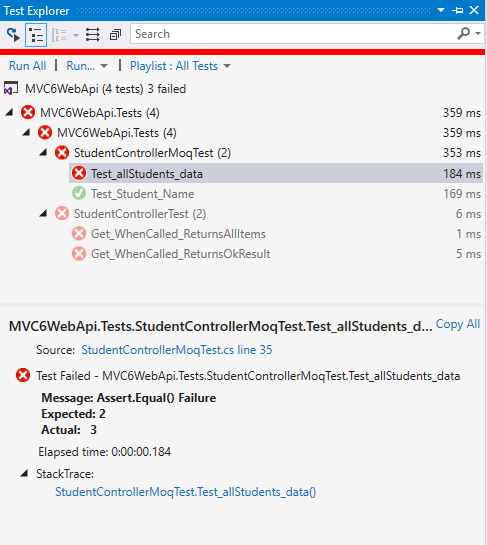 Test Explorer
Search
Run All | Run... Playlist : All Tests
MVC6WebApi (4 tests) 3 failed
MVC6WebApi.Tests (4) 359 ms
MVC6WebApi.Tests (4) 359 ms
StudentControllerMoqTest (2) 353 ms
Test_allStudents_data 184 ms
Test_Student_Name 169 ms
StudentControllerTest (2) 6 ms
Get_WhenCalled_ReturnsAllItems 1 ms
Get_WhenCalled_ReturnsOkResult 5 ms
MVC6WebApi.Tests.StudentControllerMoqTest.Test_allStudents_d... Copy All
Source: StudentControllerMoqTest.cs line 35
Test Failed - MVC6WebApi.Tests.StudentControllerMoqTest.Test_allStudents_data
Message: Assert.Equal() Failure
Expected: 2
Actual: 3
Elapsed time: 0:00:00.184
StackTrace:
StudentControllerMoqTest.Test_allStudents_data()